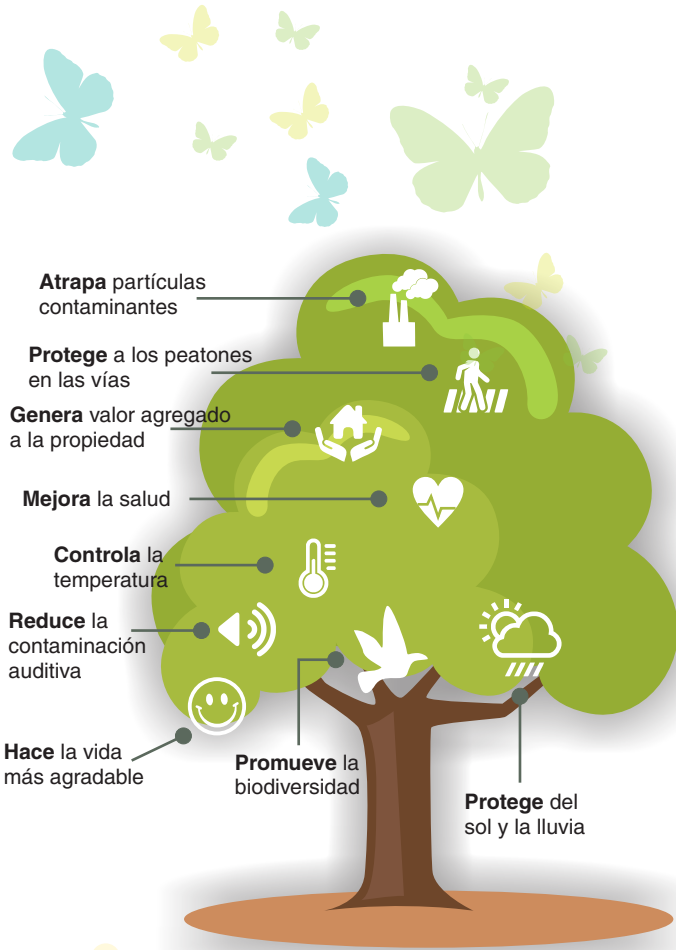 Atrapa partículas
contaminantes
Protege a los peatones
en las vías
Genera valor agregado
a la propiedad
Mejora la salud
Controla la
temperatura
Reduce la
contaminación
auditiva
Hace la vida
más agradable
Promueve la
biodiversidad
Protege del
sol y la lluvia